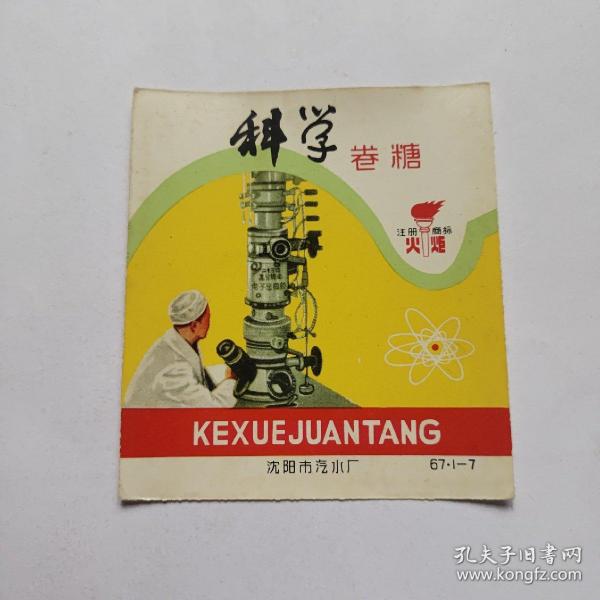 科学 卷糖
注册 商标
火炬
KEXUEJUANTANG
沈阳市汽水厂 67·1-7
孔夫子旧书网
www.kongfz.com